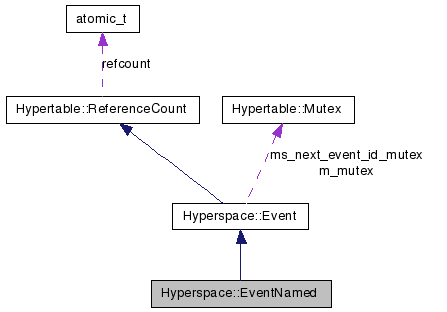 atomic_t
refcount
Hypertable::ReferenceCount
Hypertable::Mutex
ms_next_event_id_mutex
m_mutex
Hyperspace::Event
Hyperspace::EventNamed